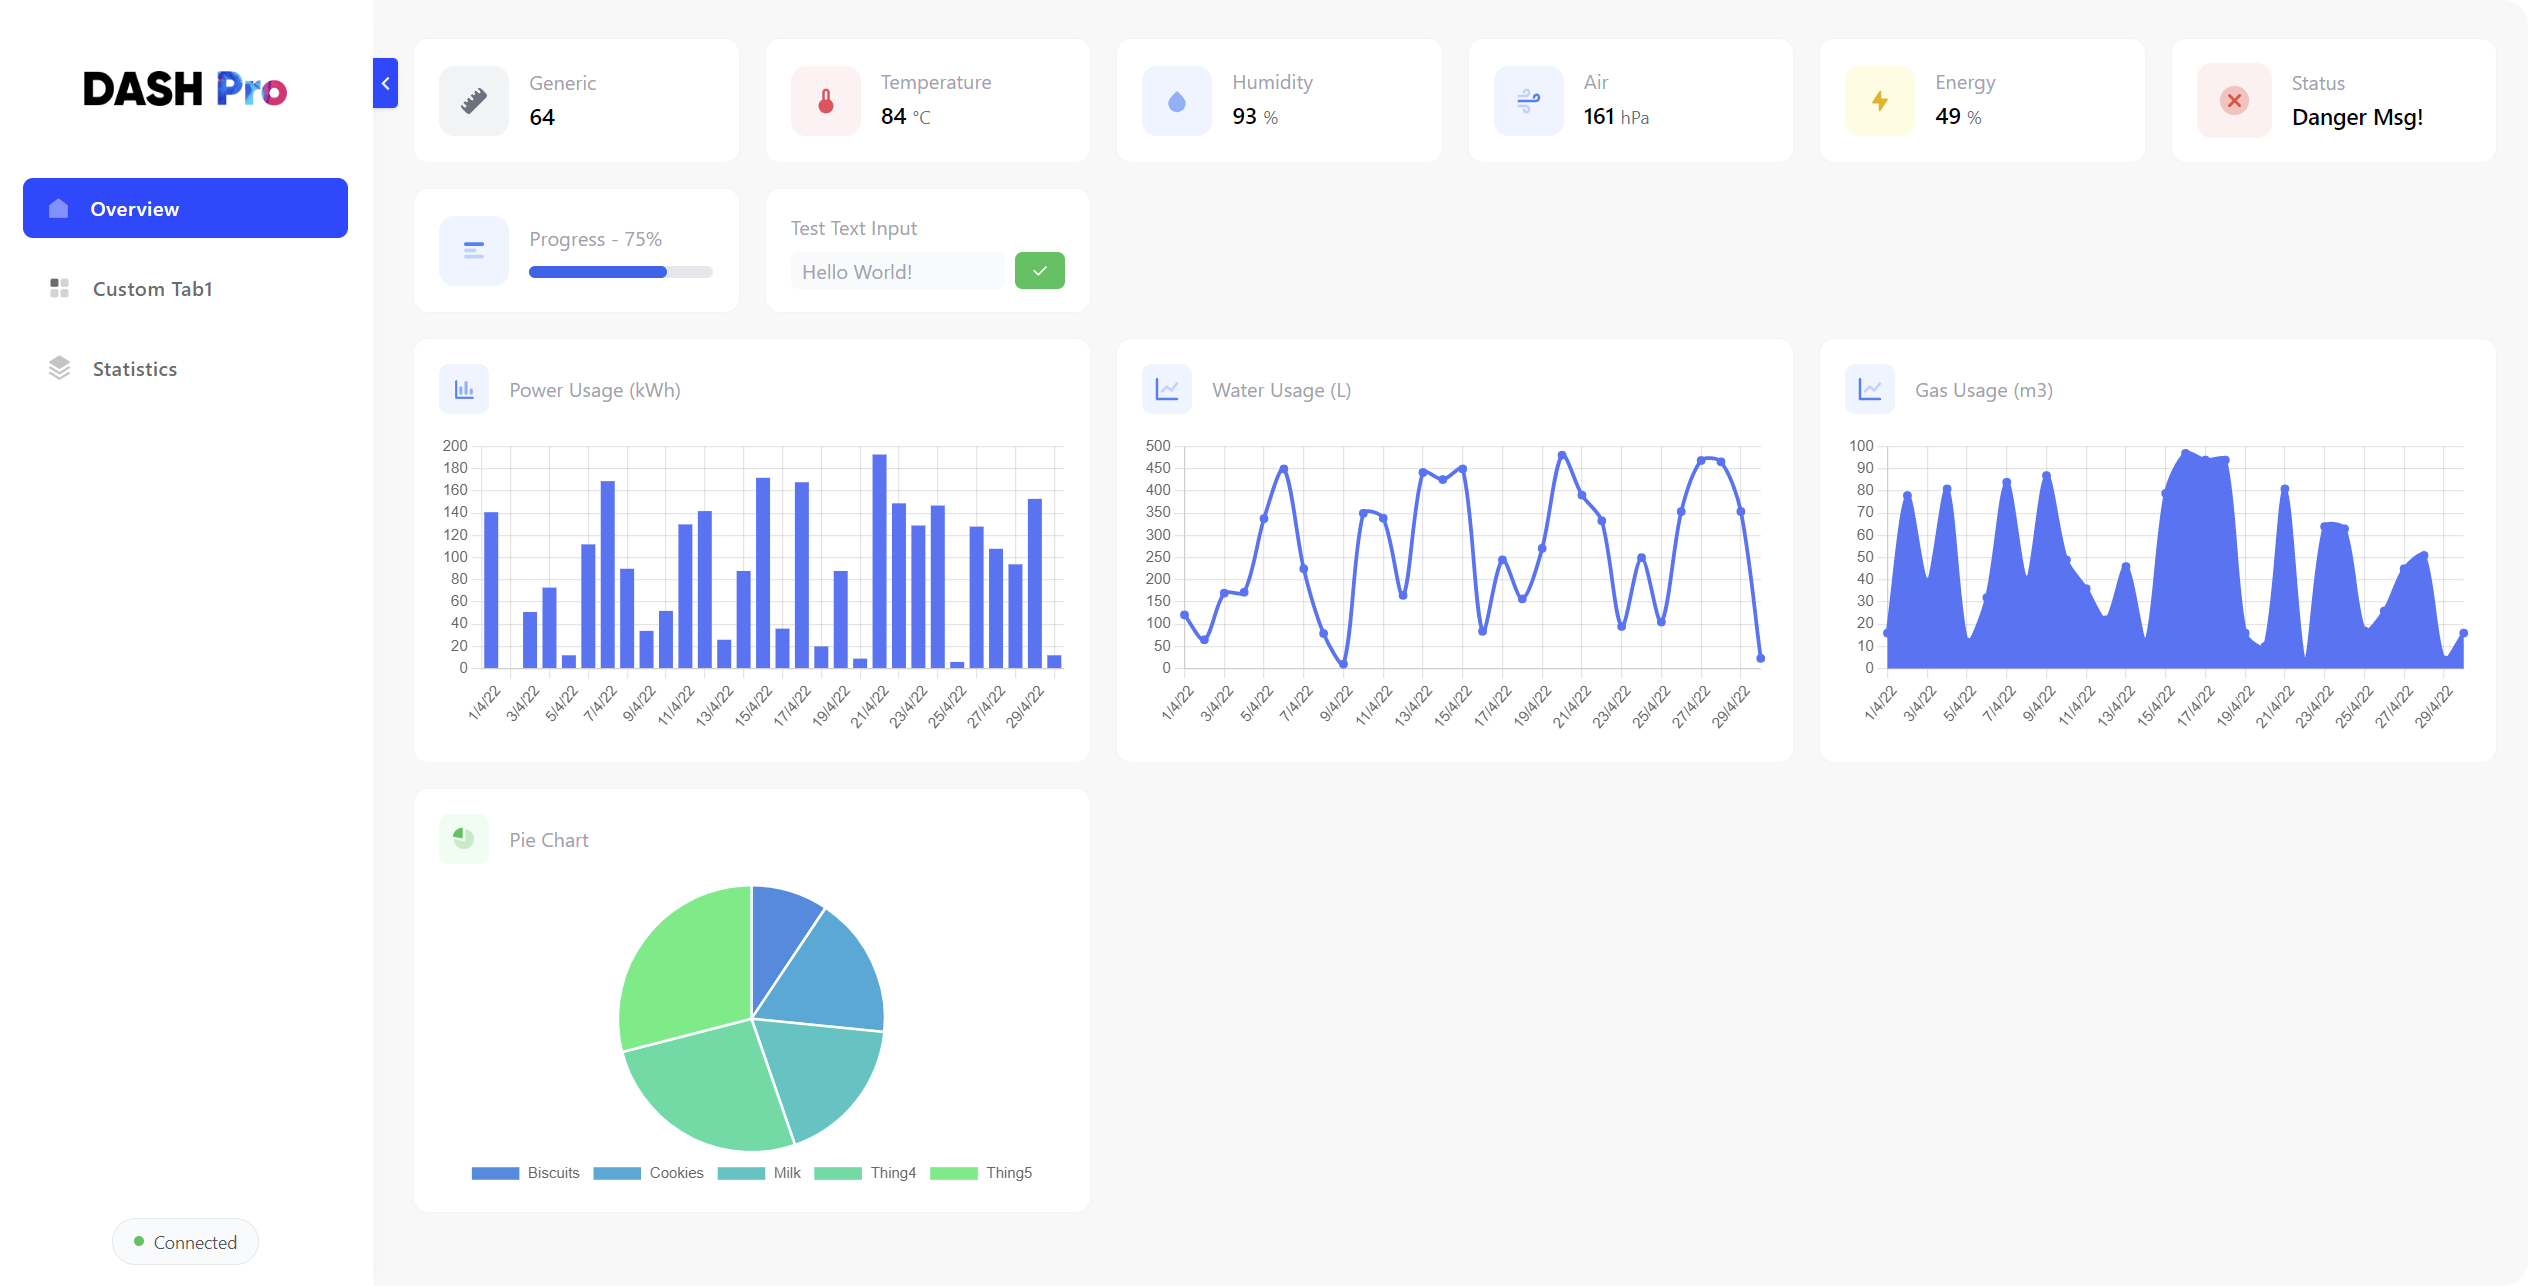 DASH Pro
Overview
Custom Tab1
Statistics
Connected
Generic
64
Temperature
84 °C
Humidity
93 %
Air
161 hPa
Energy
49 %
Status
Danger Msg!
Progress - 75%
Test Text Input
Hello World!
Power Usage (kWh)
200
180
160
140
120
100
80
60
40
20
0
1/4/22 3/4/22 5/4/22 7/4/22 9/4/22 11/4/22 13/4/22 15/4/22 17/4/22 19/4/22 21/4/22 23/4/22 25/4/22 27/4/22 29/4/22
Water Usage (L)
500
450
400
350
300
250
200
150
100
50
0
1/4/22 3/4/22 5/4/22 7/4/22 9/4/22 11/4/22 13/4/22 15/4/22 17/4/22 19/4/22 21/4/22 23/4/22 25/4/22 27/4/22 29/4/22
Gas Usage (m3)
100
90
80
70
60
50
40
30
20
10
0
1/4/22 3/4/22 5/4/22 7/4/22 9/4/22 11/4/22 13/4/22 15/4/22 17/4/22 19/4/22 21/4/22 23/4/22 25/4/22 27/4/22 29/4/22
Pie Chart
Biscuits Cookies Milk Thing4 Thing5